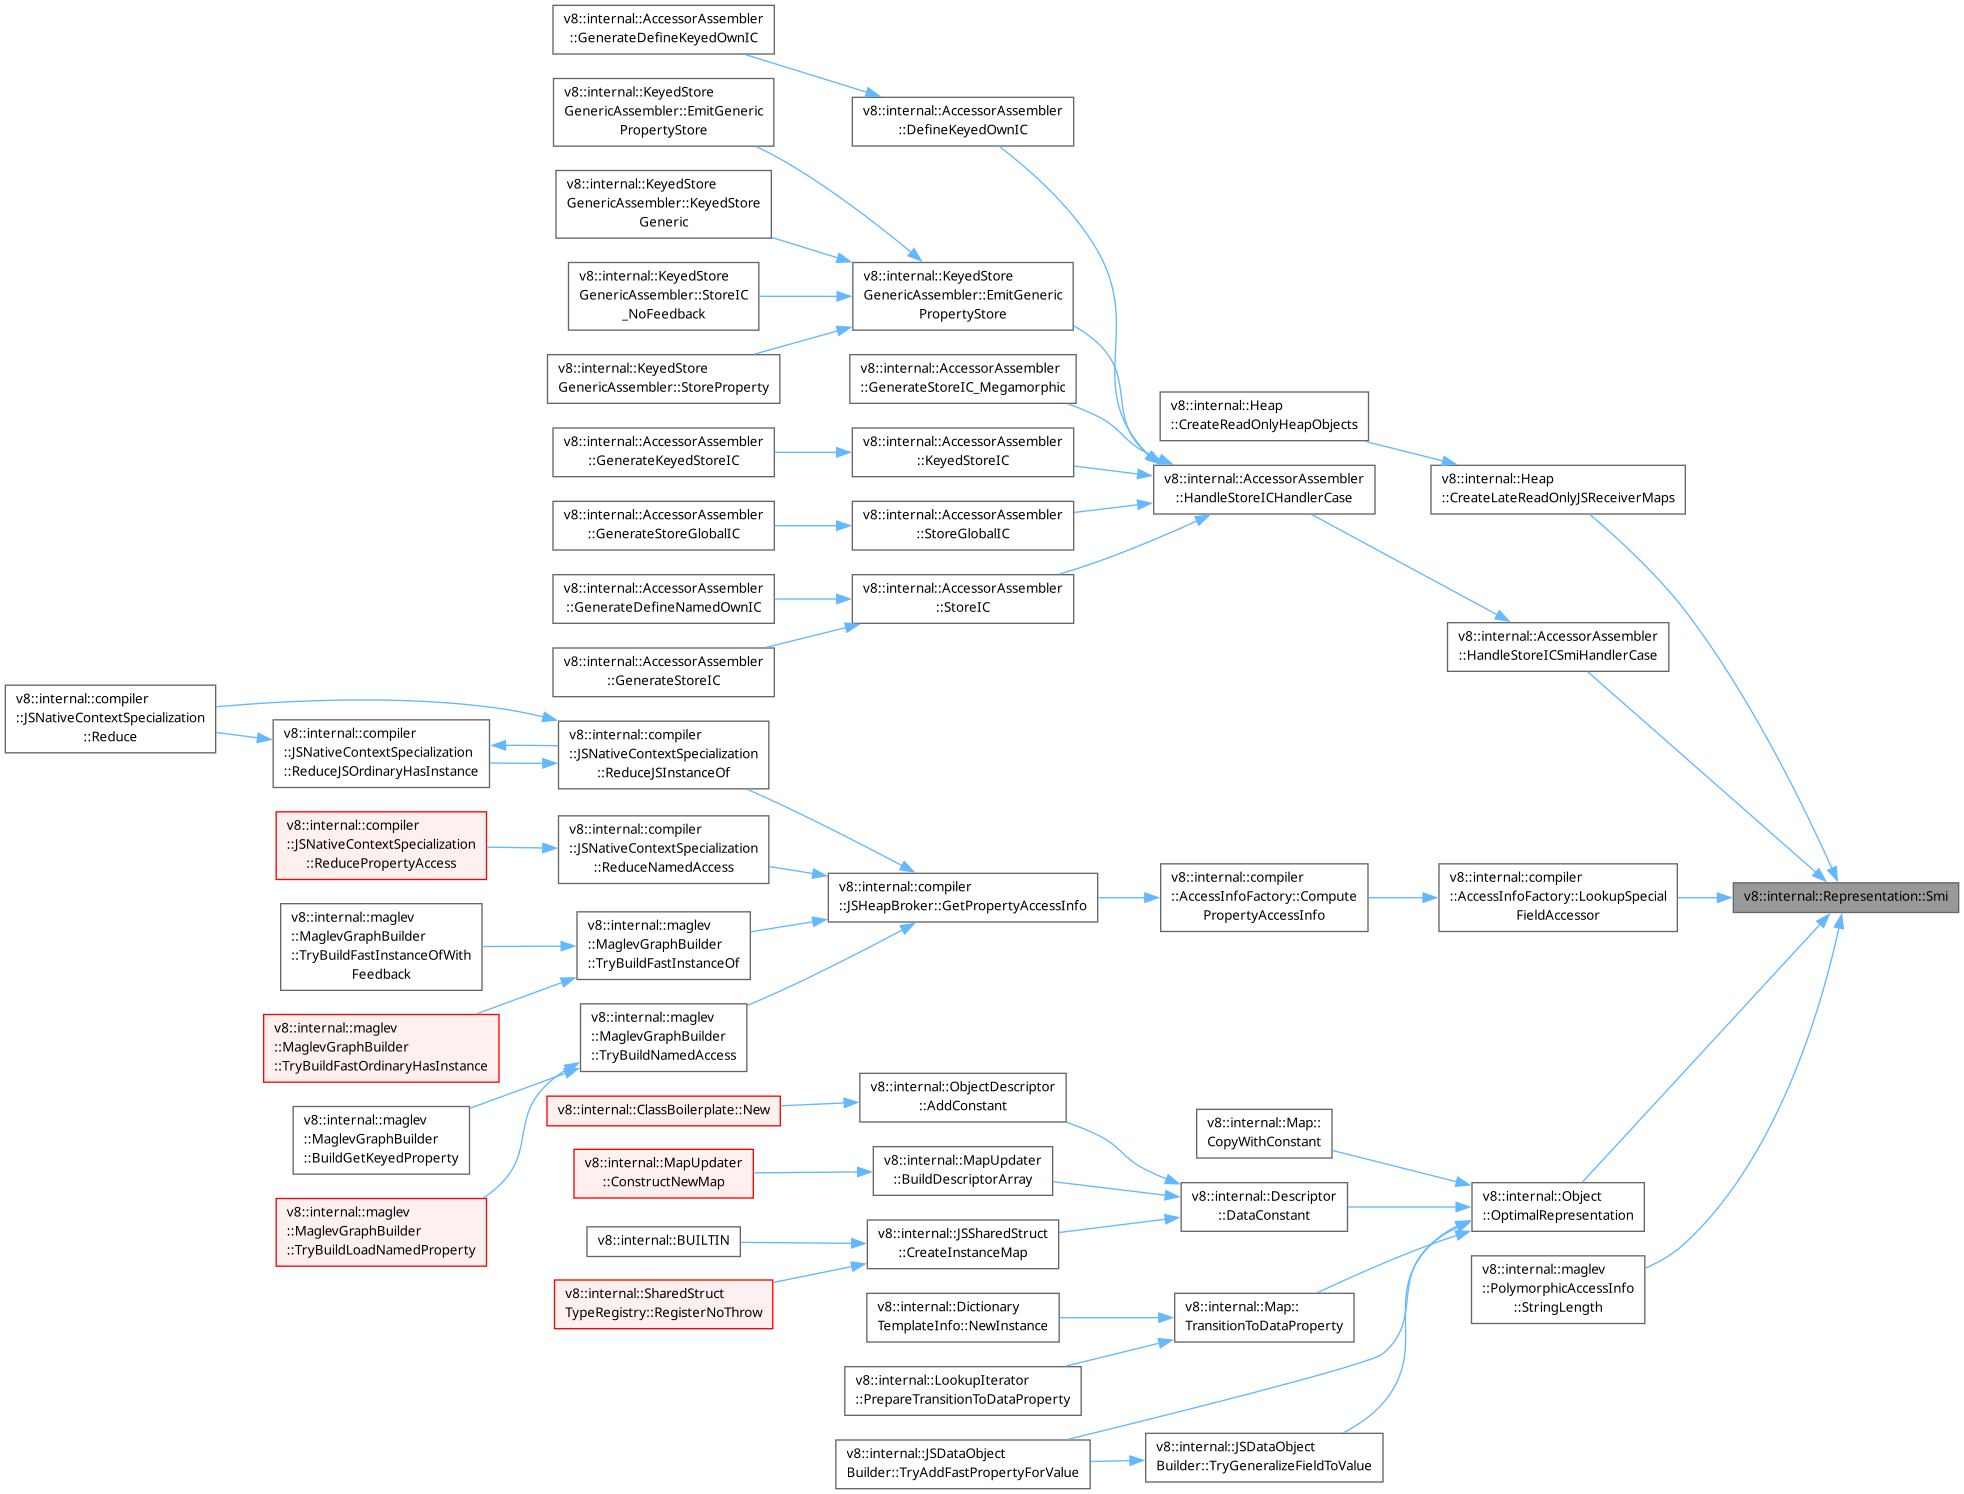 v8::internal::AccessorAssembler
::GenerateDefineKeyedOwnIC
v8::internal::KeyedStore
GenericAssembler::EmitGeneric
PropertyStore
v8::internal::AccessorAssembler
::DefineKeyedOwnIC
v8::internal::KeyedStore
GenericAssembler::KeyedStore
Generic
v8::internal::KeyedStore
GenericAssembler::StoreIC
_NoFeedback
v8::internal::KeyedStore
GenericAssembler::EmitGeneric
PropertyStore
v8::internal::KeyedStore
GenericAssembler::StoreProperty
v8::internal::AccessorAssembler
::GenerateStoreIC_Megamorphic
v8::internal::Heap
::CreateReadOnlyHeapObjects
v8::internal::AccessorAssembler
::GenerateKeyedStoreIC
v8::internal::AccessorAssembler
::KeyedStoreIC
v8::internal::AccessorAssembler
::HandleStoreICHandlerCase
v8::internal::Heap
::CreateLateReadOnlyJSReceiverMaps
v8::internal::AccessorAssembler
::GenerateStoreGlobalIC
v8::internal::AccessorAssembler
::StoreGlobalIC
v8::internal::AccessorAssembler
::GenerateDefineNamedOwnIC
v8::internal::AccessorAssembler
::StoreIC
v8::internal::AccessorAssembler
::HandleStoreICSmiHandlerCase
v8::internal::AccessorAssembler
::GenerateStoreIC
v8::internal::compiler
::JSNativeContextSpecialization
::Reduce
v8::internal::compiler
::JSNativeContextSpecialization
::ReduceJSOrdinaryHasInstance
v8::internal::compiler
::JSNativeContextSpecialization
::ReduceJSInstanceOf
v8::internal::compiler
::JSNativeContextSpecialization
::ReducePropertyAccess
v8::internal::compiler
::JSNativeContextSpecialization
::ReduceNamedAccess
v8::internal::compiler
::JSHeapBroker::GetPropertyAccessInfo
v8::internal::compiler
::AccessInfoFactory::Compute
PropertyAccessInfo
v8::internal::compiler
::AccessInfoFactory::LookupSpecial
FieldAccessor
v8::internal::Representation::Smi
v8::internal::maglev
::MaglevGraphBuilder
::TryBuildFastInstanceOfWith
Feedback
v8::internal::maglev
::MaglevGraphBuilder
::TryBuildFastInstanceOf
v8::internal::maglev
::MaglevGraphBuilder
::TryBuildFastOrdinaryHasInstance
v8::internal::maglev
::MaglevGraphBuilder
::TryBuildNamedAccess
v8::internal::maglev
::MaglevGraphBuilder
::BuildGetKeyedProperty
v8::internal::maglev
::MaglevGraphBuilder
::TryBuildLoadNamedProperty
v8::internal::ClassBoilerplate::New
v8::internal::ObjectDescriptor
::AddConstant
v8::internal::Map::
CopyWithConstant
v8::internal::MapUpdater
::ConstructNewMap
v8::internal::MapUpdater
::BuildDescriptorArray
v8::internal::Descriptor
::DataConstant
v8::internal::Object
::OptimalRepresentation
v8::internal::BUILTIN
v8::internal::JSSharedStruct
::CreateInstanceMap
v8::internal::SharedStruct
TypeRegistry::RegisterNoThrow
v8::internal::maglev
::PolymorphicAccessInfo
::StringLength
v8::internal::Dictionary
TemplateInfo::NewInstance
v8::internal::Map::
TransitionToDataProperty
v8::internal::LookupIterator
::PrepareTransitionToDataProperty
v8::internal::JSDataObject
Builder::TryAddFastPropertyForValue
v8::internal::JSDataObject
Builder::TryGeneralizeFieldToValue